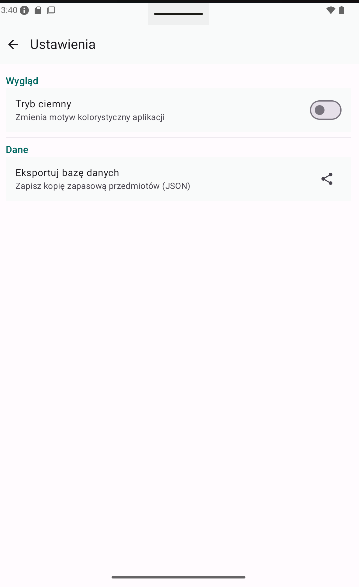 3:40
Ustawienia
Wygląd
Tryb ciemny
Zmienia motyw kolorystyczny aplikacji
Dane
Eksportuj bazę danych
Zapisz kopię zapasową przedmiotów (JSON)